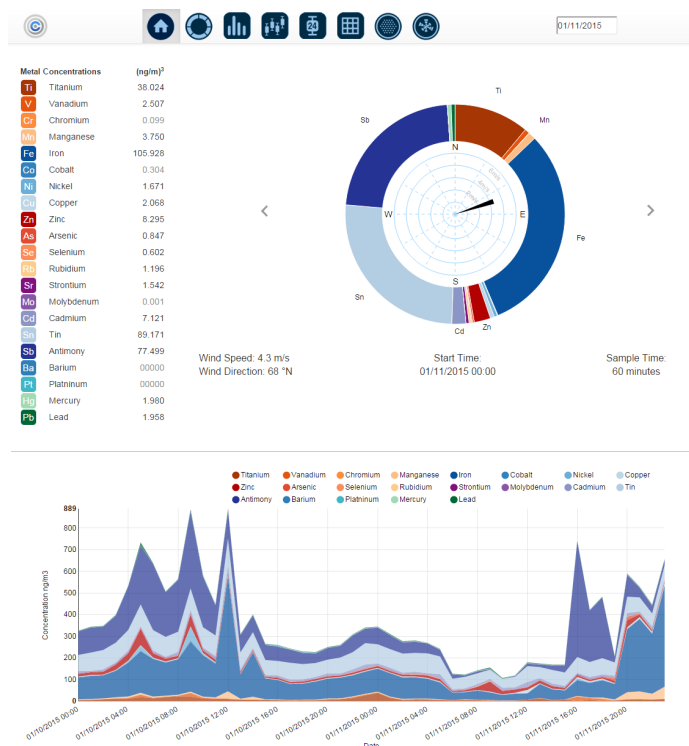 24
01/11/2015
Metal Concentrations (ng/m)³
Ti Titanium 38.024
V Vanadium 2.507
Cr Chromium 0.099
Mn Manganese 3.750
Fe Iron 105.928
Co Cobalt 0.304
Ni Nickel 1.671
Cu Copper 2.068
Zn Zinc 8.295
As Arsenic 0.847
Se Selenium 0.602
Rb Rubidium 1.196
Sr Strontium 1.542
Mo Molybdenum 0.001
Cd Cadmium 7.121
Sn Tin 89.171
Sb Antimony 77.499
Ba Barium 00000
Pt Platninum 00000
Hg Mercury 1.980
Pb Lead 1.958
Ti
Mn
Sb
N
W
E
S
Fe
Sn
Cd
Zn
Wind Speed: 4.3 m/s
Wind Direction: 68 °N
Start Time:
01/11/2015 00:00
Sample Time:
60 minutes
Titanium Vanadium Chromium Manganese Iron Cobalt Nickel Copper
Zinc Arsenic Selenium Rubidium Strontium Molybdenum Cadmium Tin
Antimony Barium Platninum Mercury Lead
889
800
700
600
500
400
300
200
100
0
Concentration ng/m3
01/10/2015 00:00
01/10/2015 04:00
01/10/2015 08:00
01/10/2015 12:00
01/10/2015 16:00
01/10/2015 20:00
01/11/2015 00:00
01/11/2015 04:00
01/11/2015 08:00
01/11/2015 12:00
01/11/2015 16:00
01/11/2015 20:00
Date